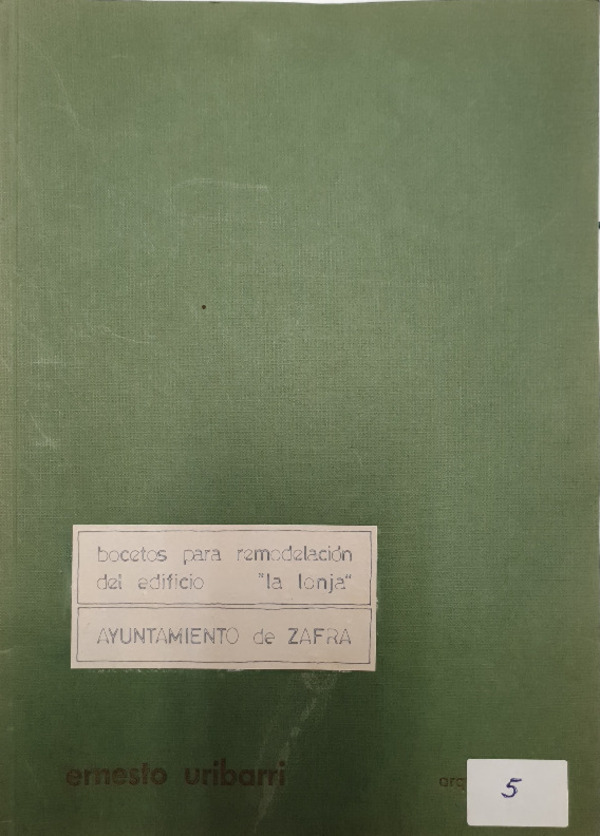 bocetos para remodelación
del edificio "la lonja"
AYUNTAMIENTO de ZAFRA
ernesto uribarri
5